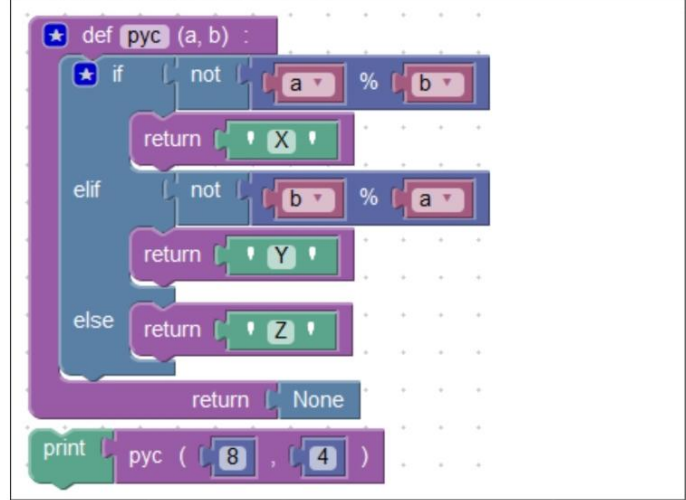 def pyc (a, b) :
if not a % b
return ' X '
elif not b % a
return ' Y '
else return ' Z '
return None
print pyc ( 8 , 4 )